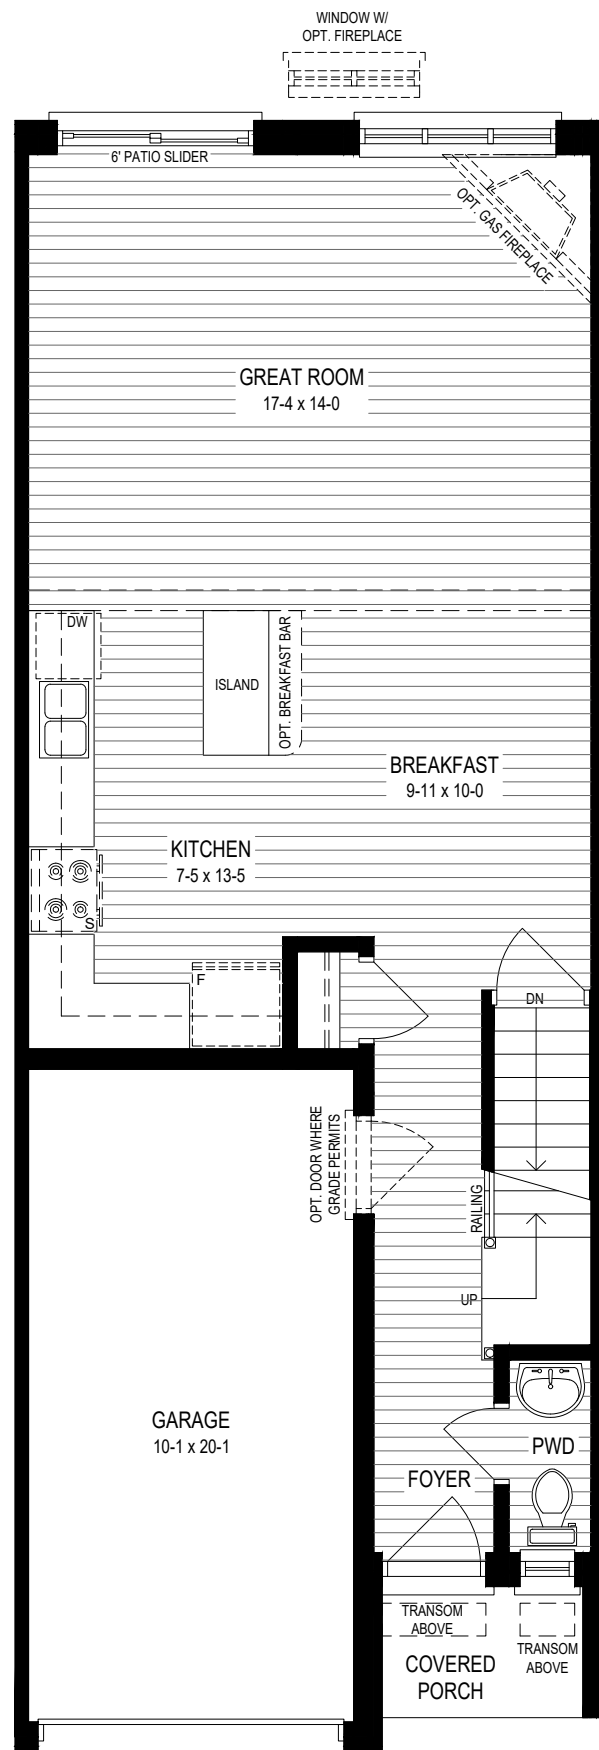 WINDOW W/
OPT. FIREPLACE
6' PATIO SLIDER
OPT. GAS FIREPLACE
GREAT ROOM
17-4 x 14-0
DW
ISLAND
OPT. BREAKFAST BAR
BREAKFAST
9-11 x 10-0
KITCHEN
7-5 x 13-5
S
F
DN
OPT. DOOR WHERE
GRADE PERMITS
RAILING
UP
GARAGE
10-1 x 20-1
PWD
FOYER
TRANSOM
ABOVE
TRANSOM
ABOVE
COVERED
PORCH